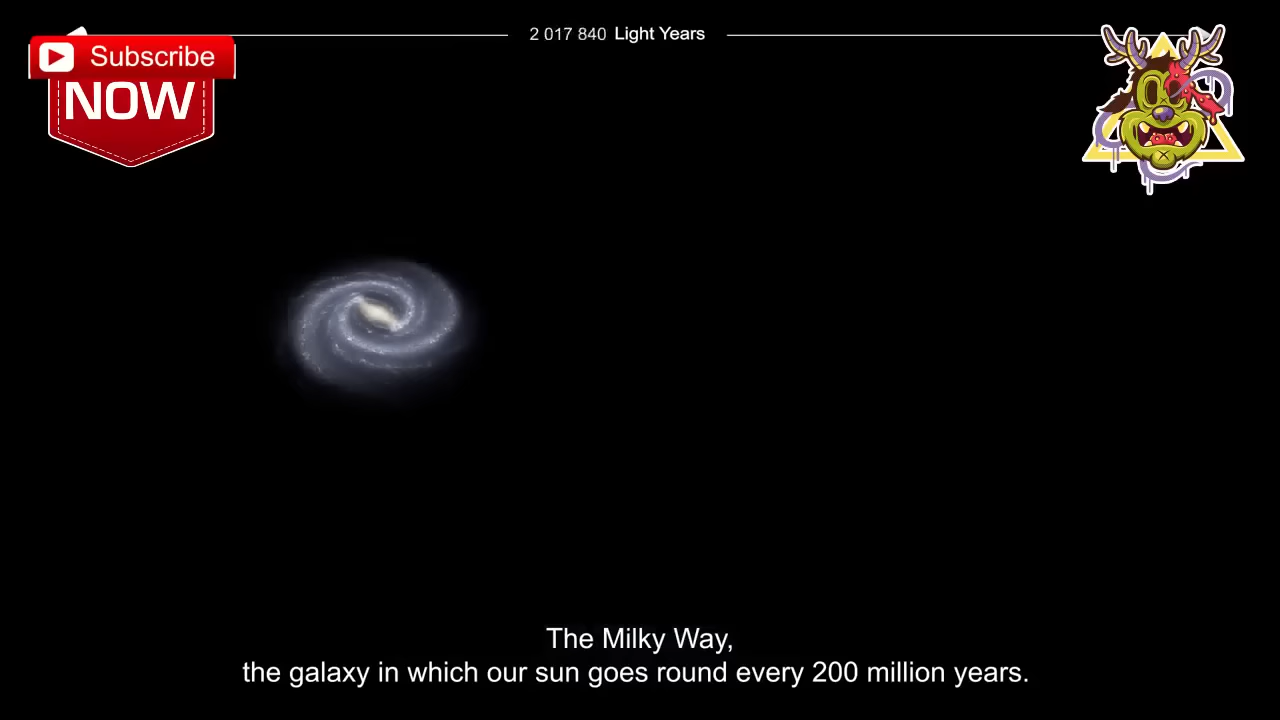 2 017 840 Light Years
Subscribe
NOW
The Milky Way,
the galaxy in which our sun goes round every 200 million years.